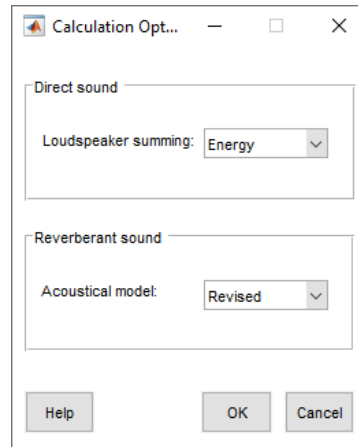 Calculation Opt...
Direct sound
Loudspeaker summing: Energy
Reverberant sound
Acoustical model: Revised
Help OK Cancel